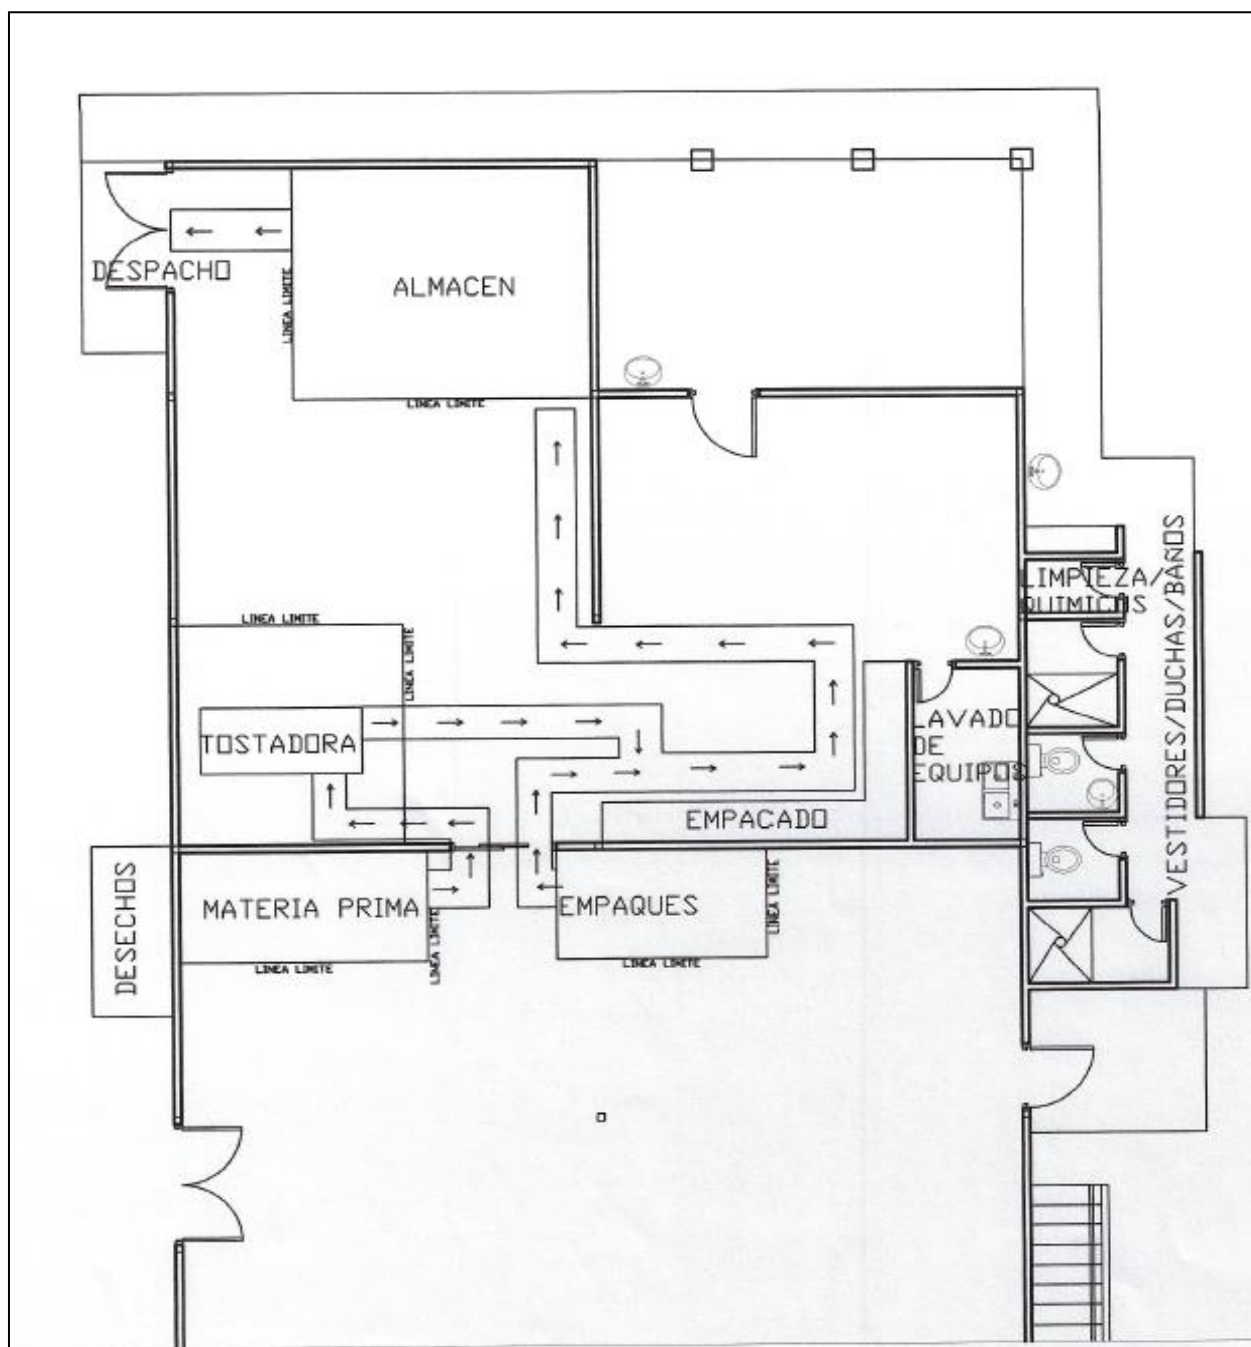 DESPACHO
LINEA LIMITE
ALMACEN
LINEA LIMITE
LIMPIEZA/
QUIMICOS
VESTIDORES/DUCHAS/BAÑOS
LINEA LIMITE
LINEA LIMITE
TOSTADORA
LAVADO
DE
EQUIPOS
EMPACADO
DESECHOS
MATERIA PRIMA
LINEA LIMITE
LINEA LIMITE
EMPAQUES
LINEA LIMITE
LINEA LIMITE